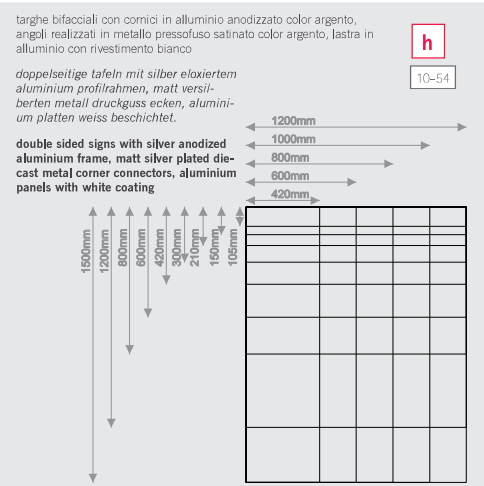 targhe bifacciali con cornici in alluminio anodizzato color argento,
angoli realizzati in metallo pressofuso satinato color argento, lastra in
alluminio con rivestimento bianco
h
10-54
doppelseitige tafeln mit silber eloxiertem
aluminium profilrahmen, matt versil-
berten metall druckguss ecken, alumini-
um platten weiss beschichtet.
double sided signs with silver anodized
aluminium frame, matt silver plated die-
cast metal corner connectors, aluminium
panels with white coating
1200mm
1000mm
800mm
600mm
420mm
1500mm
1200mm
800mm
600mm
420mm
300mm
210mm
150mm
105mm